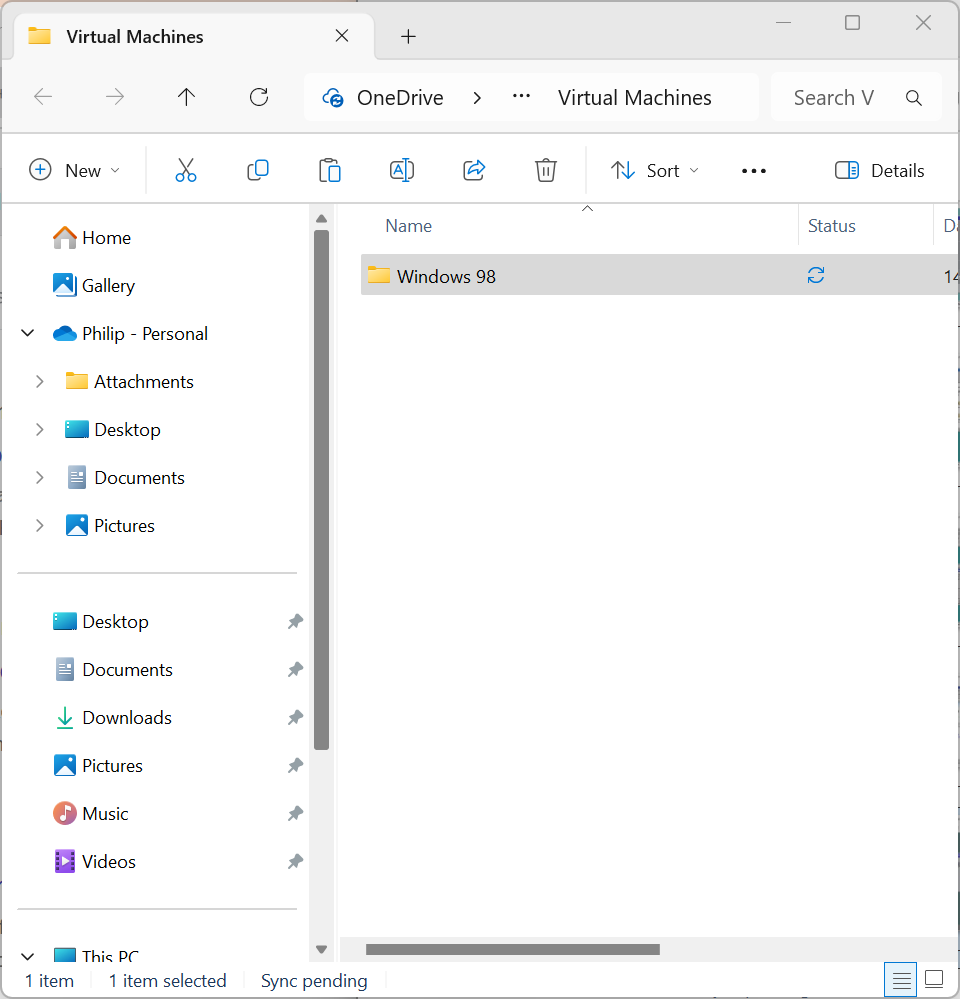 Virtual Machines
OneDrive > ... Virtual Machines Search V
New Sort Details
Name Status Da
Windows 98 14
Home
Gallery
Philip - Personal
Attachments
Desktop
Documents
Pictures
Desktop
Documents
Downloads
Pictures
Music
Videos
This PC
1 item 1 item selected Sync pending